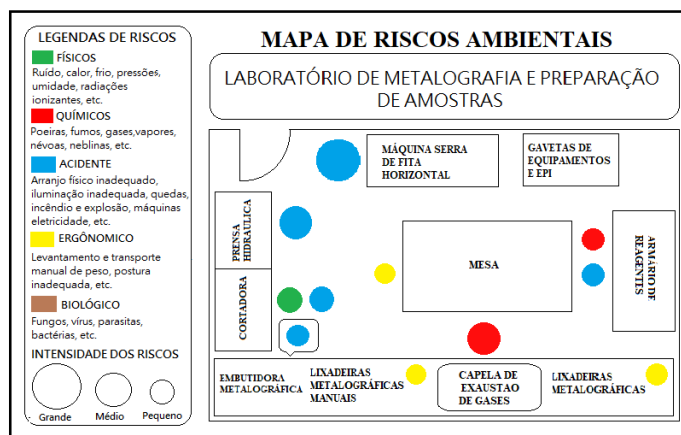 LEGENDAS DE RISCOS
FÍSICOS
Ruído, calor, frio, pressões,
umidade, radiações
ionizantes, etc.
QUÍMICOS
Poeiras, fumos, gases,vapores,
névoas, neblinas, etc.
ACIDENTE
Arranjo físico inadequado,
iluminação inadequada, quedas,
incêndio e explosão, máquinas
eletricidade, etc.
ERGÔNOMICO
Levantamento e transporte
manual de peso, postura
inadequada, etc.
BIOLÓGICO
Fungos, vírus, parasitas,
bactérias, etc.
INTENSIDADE DOS RISCOS
Grande Médio Pequeno
MAPA DE RISCOS AMBIENTAIS
LABORATÓRIO DE METALOGRAFIA E PREPARAÇÃO
DE AMOSTRAS
MÁQUINA SERRA
DE FITA
HORIZONTAL
GAVETAS DE
EQUIPAMENTOS
E EPI
PRENSA
HIDRAULICA
CORTADORA
MESA
ARMÁRIO DE
REAGENTES
EMBUTIDORA
METALOGRÁFICA
LIXADEIRAS
METALOGRÁFICAS
MANUAIS
CAPELA DE
EXAUSTAO
DE GASES
LIXADEIRAS
METALOGRÁFICAS